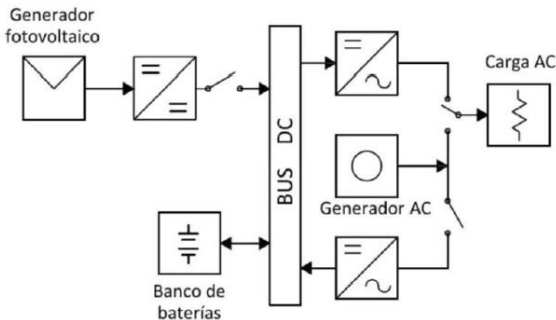 Generador
fotovoltaico
BUS DC
Carga AC
Generador AC
Banco de
baterías